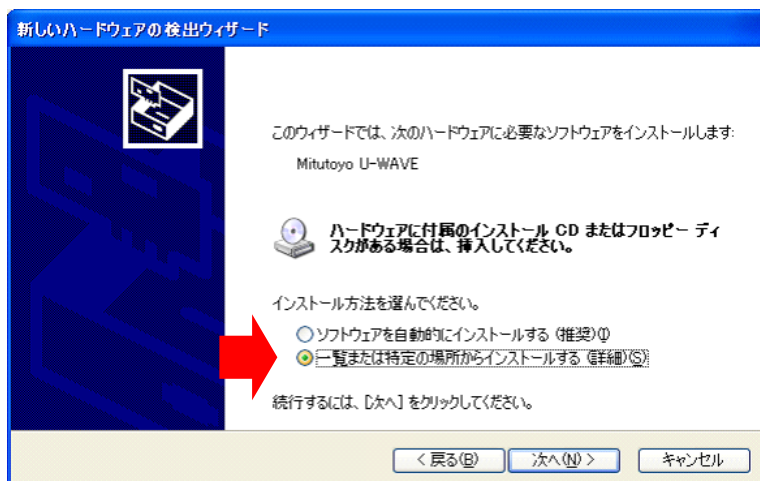 新しいハードウェアの検出ウィザード
このウィザードでは、次のハードウェアに必要なソフトウェアをインストールします:
Mitutoyo U-WAVE
ハードウェアに付属のインストール CD またはフロッピー ディ
スクがある場合は、挿入してください。
インストール方法を選んでください。
ソフトウェアを自動的にインストールする (推奨)(I)
一覧または特定の場所からインストールする (詳細)(S)
続行するには、[次へ] をクリックしてください。
< 戻る(B)
次へ(N) >
キャンセル